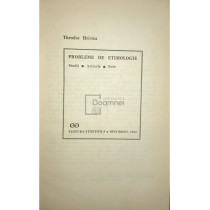 Theodor Hristea
PROBLEME DE ETIMOLOGIE
Studii ● Articole ● Note
EDITURA ȘTIINȚIFICĂ ● BUCUREȘTI, 1968